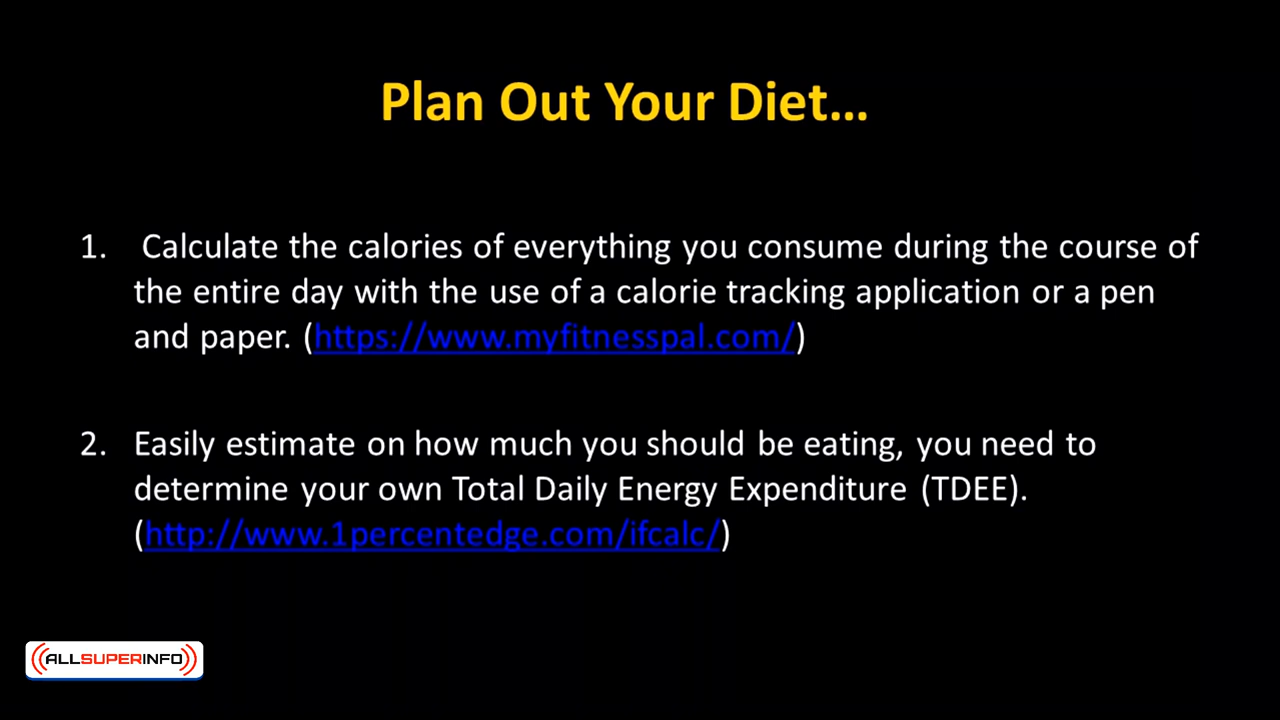 Plan Out Your Diet...
1. Calculate the calories of everything you consume during the course of
the entire day with the use of a calorie tracking application or a pen
and paper. (https://www.myfitnesspal.com/)
2. Easily estimate on how much you should be eating, you need to
determine your own Total Daily Energy Expenditure (TDEE).
(http://www.1percentedge.com/ifcalc/)
ALLSUPERINFO